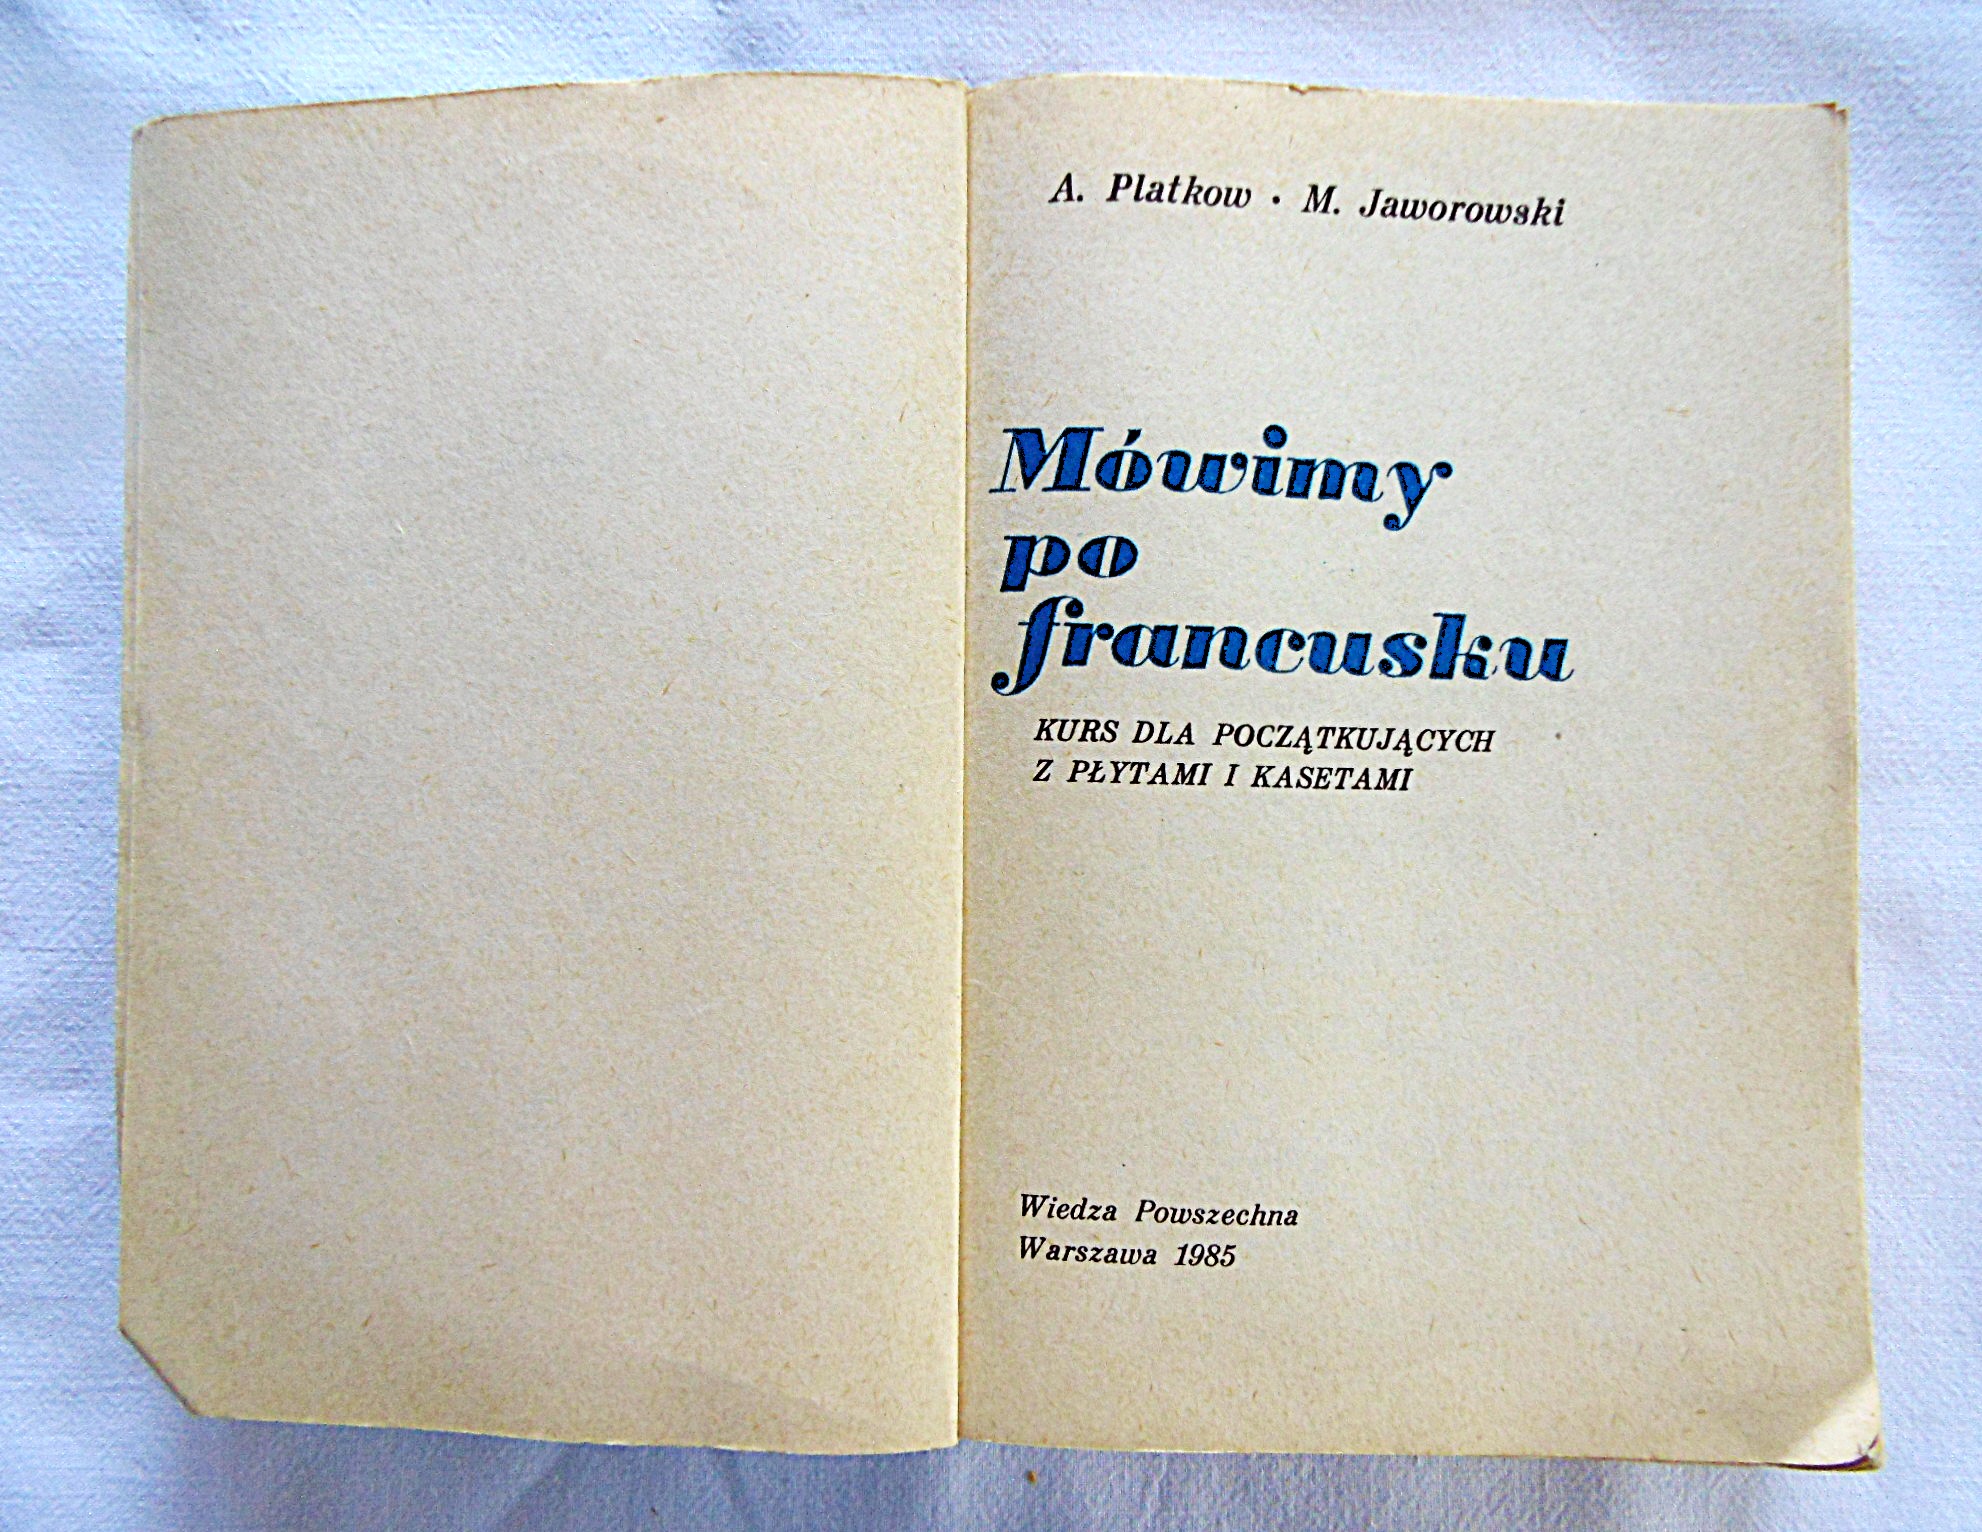 A. Platkow • M. Jaworowski
Mówimy
po
francusku
KURS DLA POCZĄTKUJĄCYCH
Z PŁYTAMI I KASETAMI
Wiedza Powszechna
Warszawa 1985